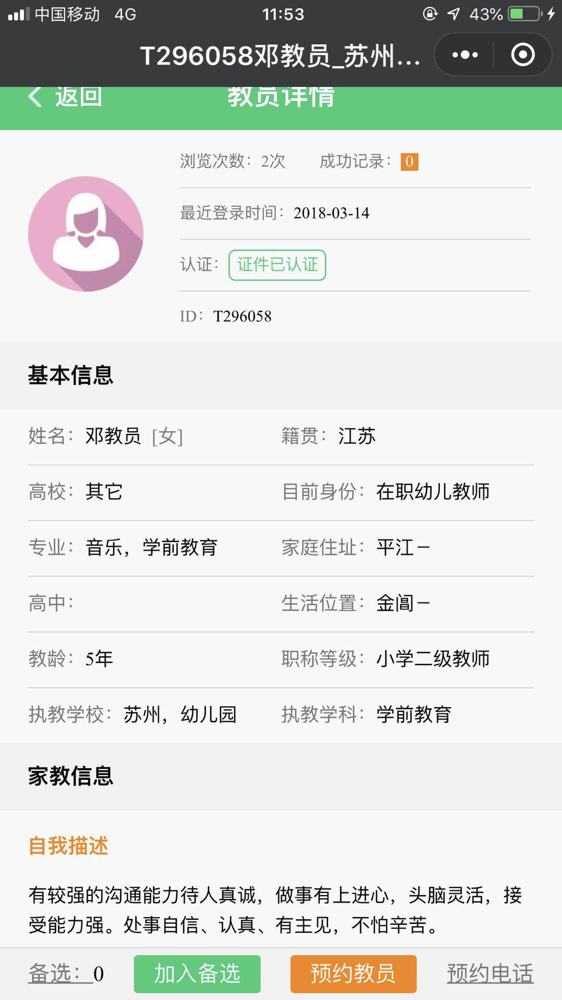 中国移动 4G 11:53 43%
T296058邓教员_苏州...
返回 教员详情
浏览次数：2次 成功记录：0
最近登录时间：2018-03-14
认证：证件已认证
ID：T296058
基本信息
姓名：邓教员 [女] 籍贯：江苏
高校：其它 目前身份：在职幼儿教师
专业：音乐，学前教育 家庭住址：平江－
高中： 生活位置：金阊－
教龄：5年 职称等级：小学二级教师
执教学校：苏州，幼儿园 执教学科：学前教育
家教信息
自我描述
有较强的沟通能力待人真诚，做事有上进心，头脑灵活，接
受能力强。处事自信、认真、有主见，不怕辛苦。
备选：0 加入备选 预约教员 预约电话